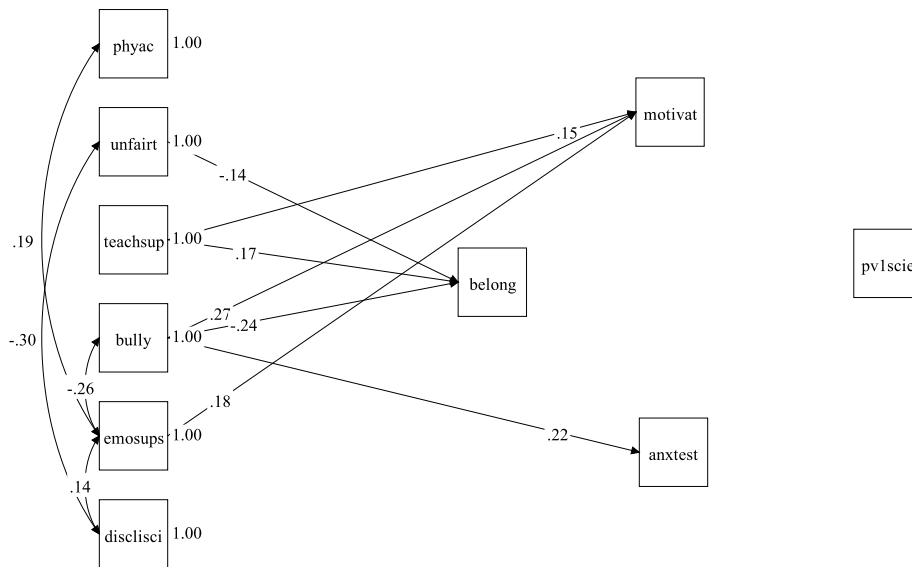 phyac
1.00
unfairt
1.00
-.14
teachsup
1.00
.17
bully
1.00
.27
-.24
emosups
1.00
.18
disclisci
1.00
.19
-.30
-.26
.14
.15
.22
motivat
belong
anxtest
pv1scie